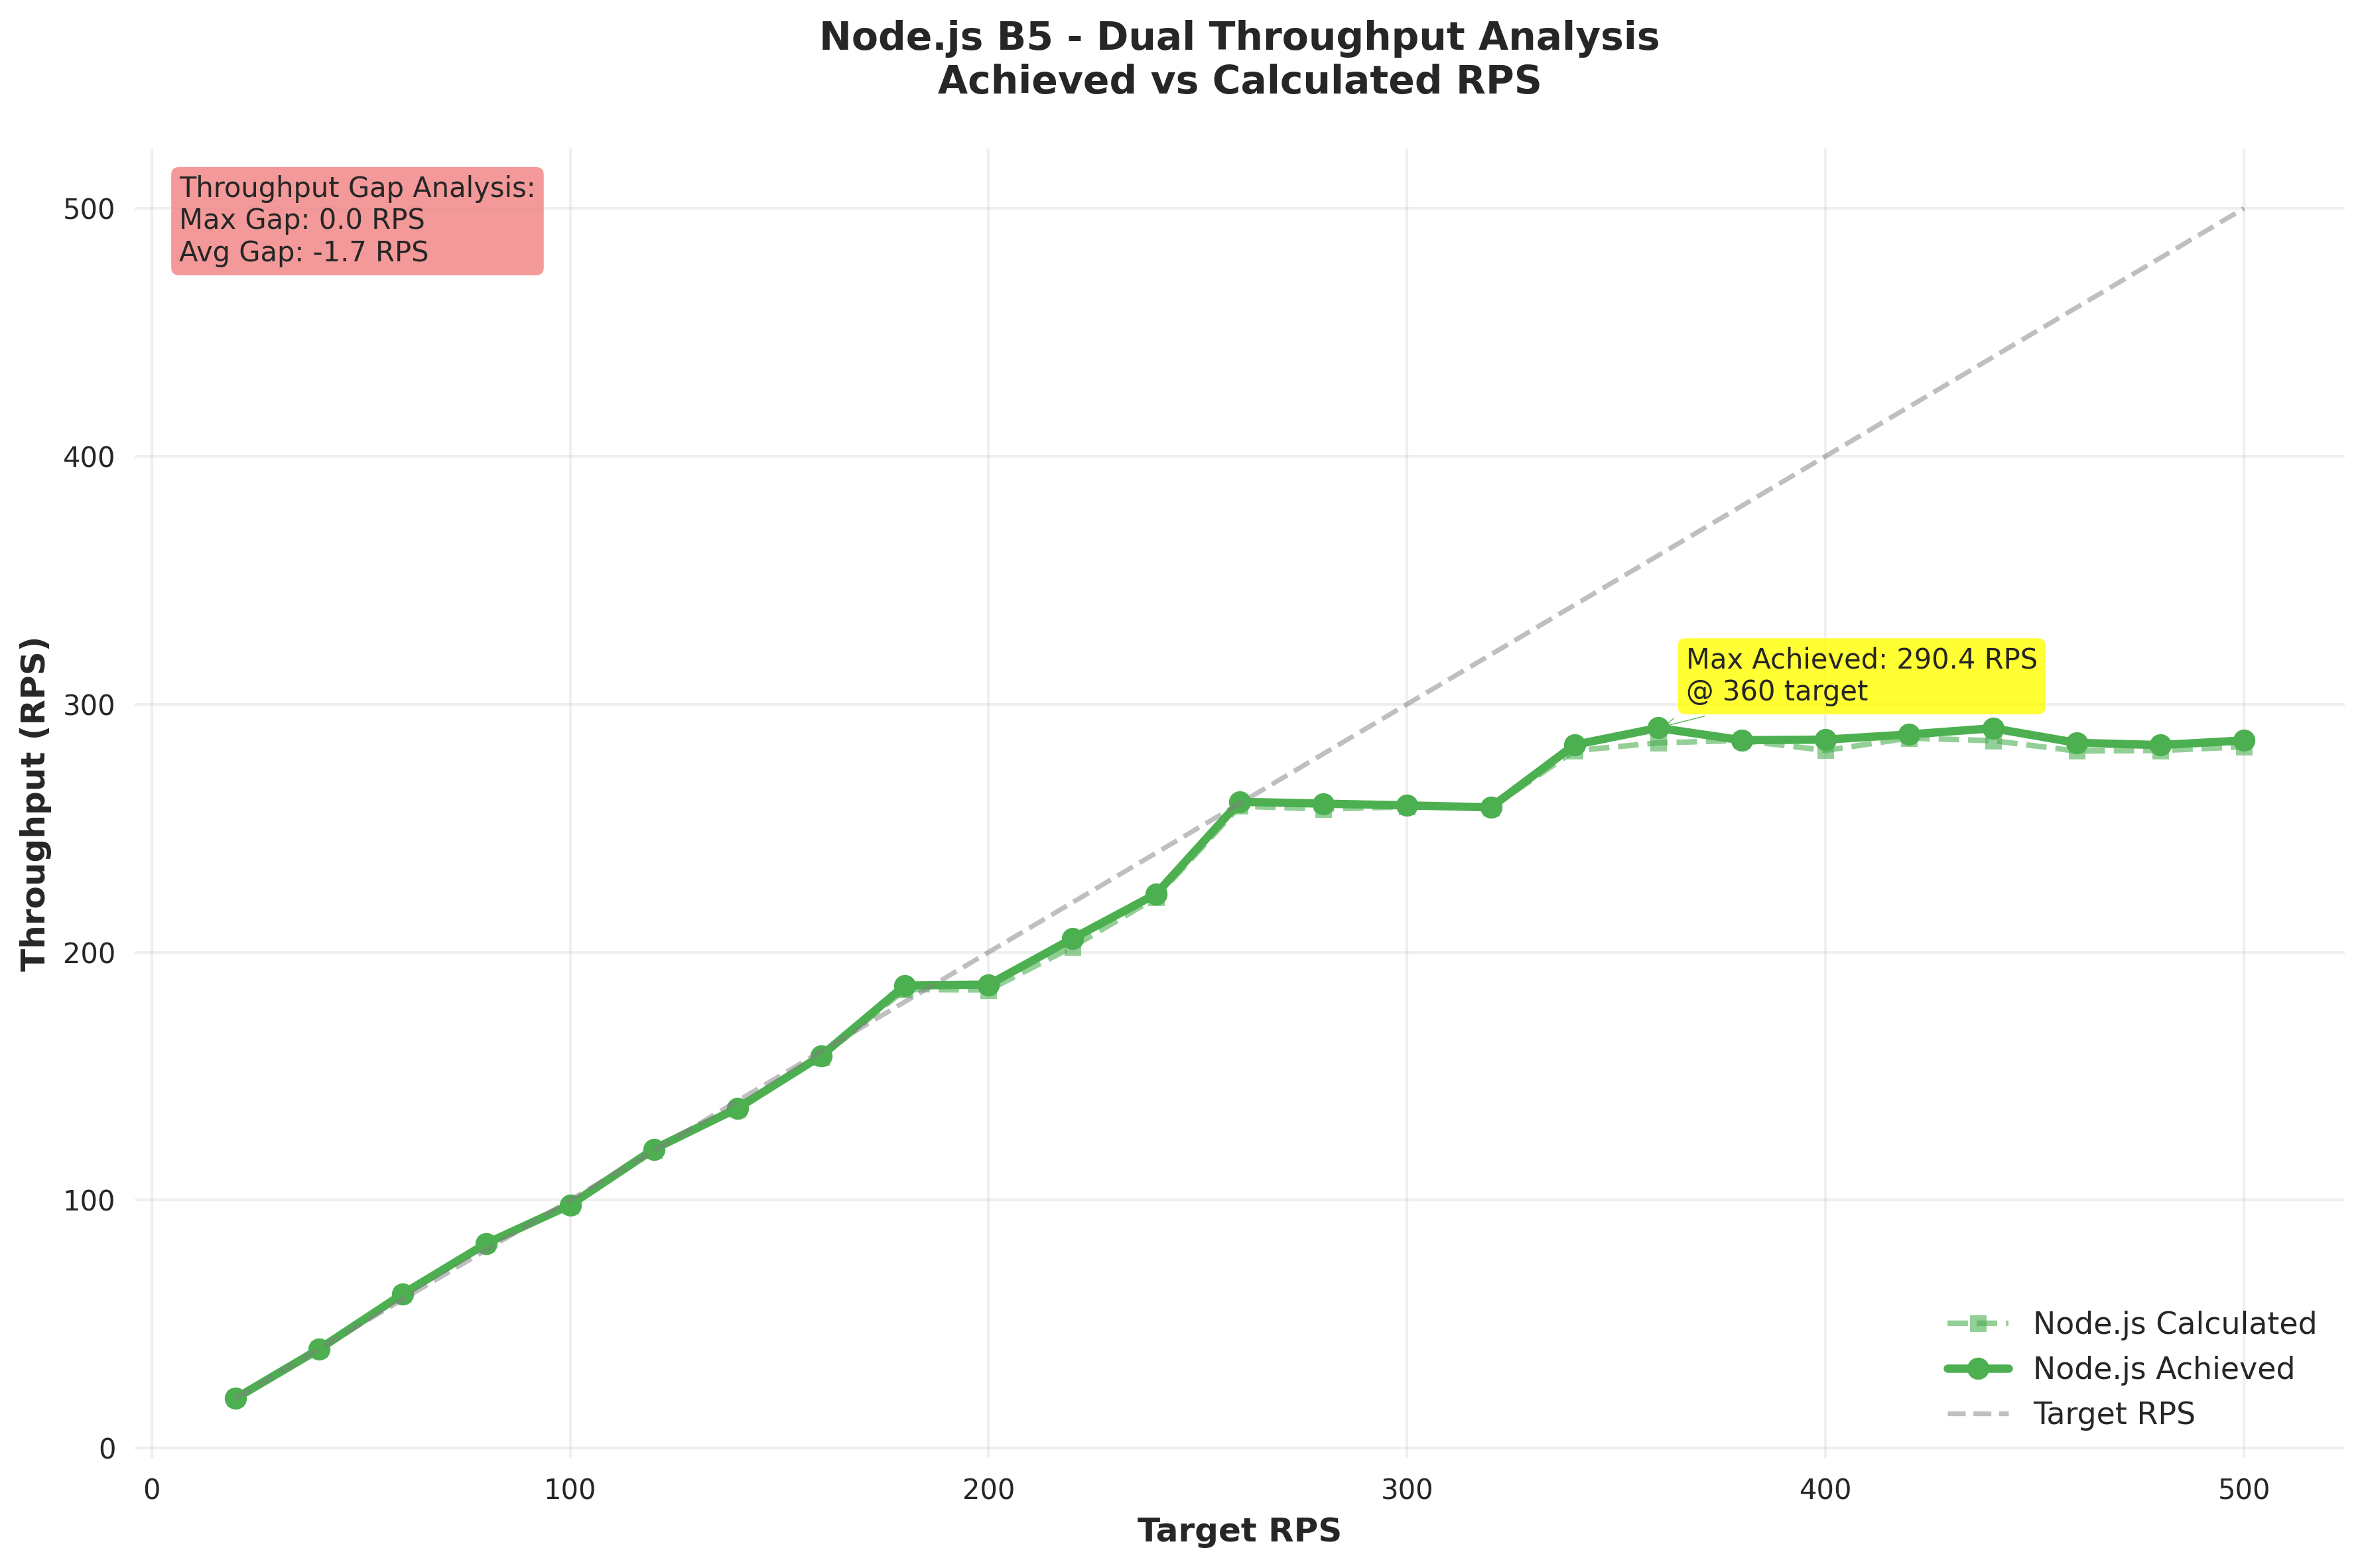 Node.js B5 - Dual Throughput Analysis
Achieved vs Calculated RPS
Throughput Gap Analysis:
Max Gap: 0.0 RPS
Avg Gap: -1.7 RPS
Max Achieved: 290.4 RPS
@ 360 target
Throughput (RPS)
500
400
300
200
100
0
Node.js Calculated
Node.js Achieved
Target RPS
0 100 200 300 400 500
Target RPS